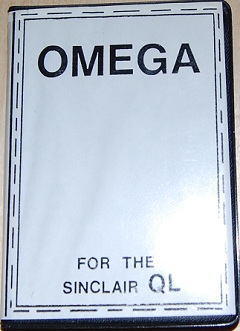 OMEGA
FOR THE
SINCLAIR QL